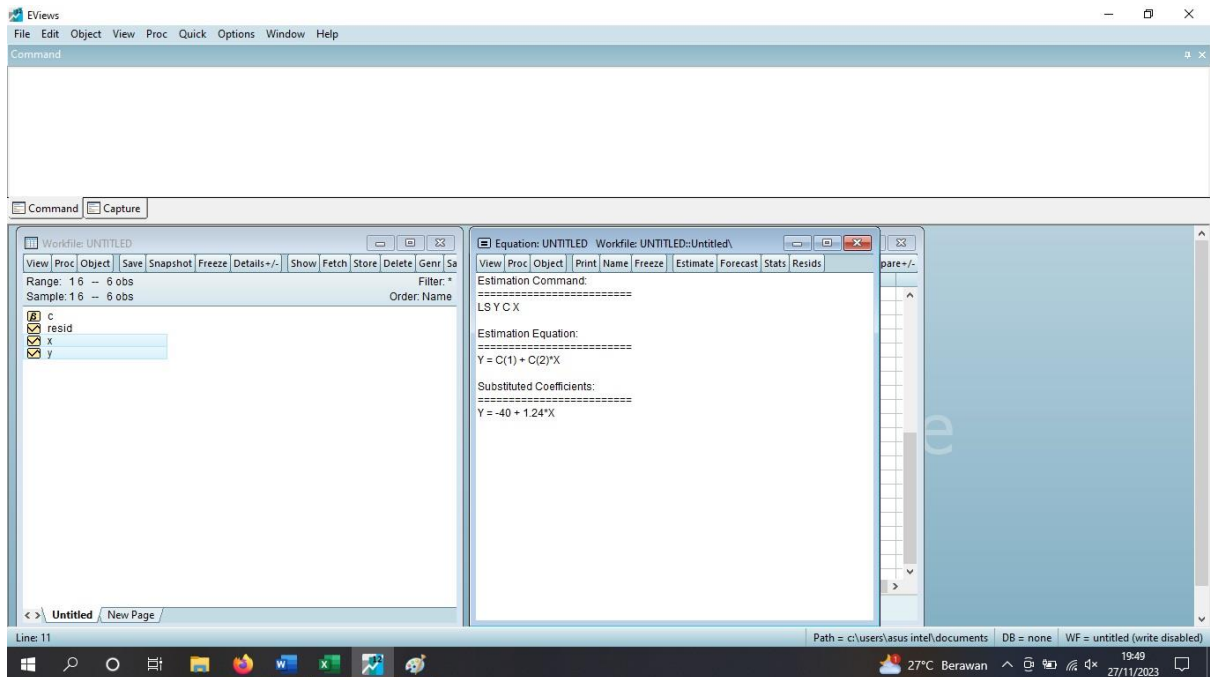 EViews
File Edit Object View Proc Quick Options Window Help
Command
Command Capture
Workfile: UNTITLED
View Proc Object Save Snapshot Freeze Details+/- Show Fetch Store Delete Genr Sa
Range: 1 6 -- 6 obs Filter: *
Sample: 1 6 -- 6 obs Order: Name
c
resid
x
y
Untitled New Page
Equation: UNTITLED Workfile: UNTITLED::Untitled\
View Proc Object Print Name Freeze Estimate Forecast Stats Resids
Estimation Command:
=========================
LS Y C X
Estimation Equation:
=========================
Y = C(1) + C(2)*X
Substituted Coefficients:
=========================
Y = -40 + 1.24*X
pare+/-
e
Line: 11 Path = c:\users\asus intel\documents DB = none WF = untitled (write disabled)
27°C Berawan 19:49
27/11/2023